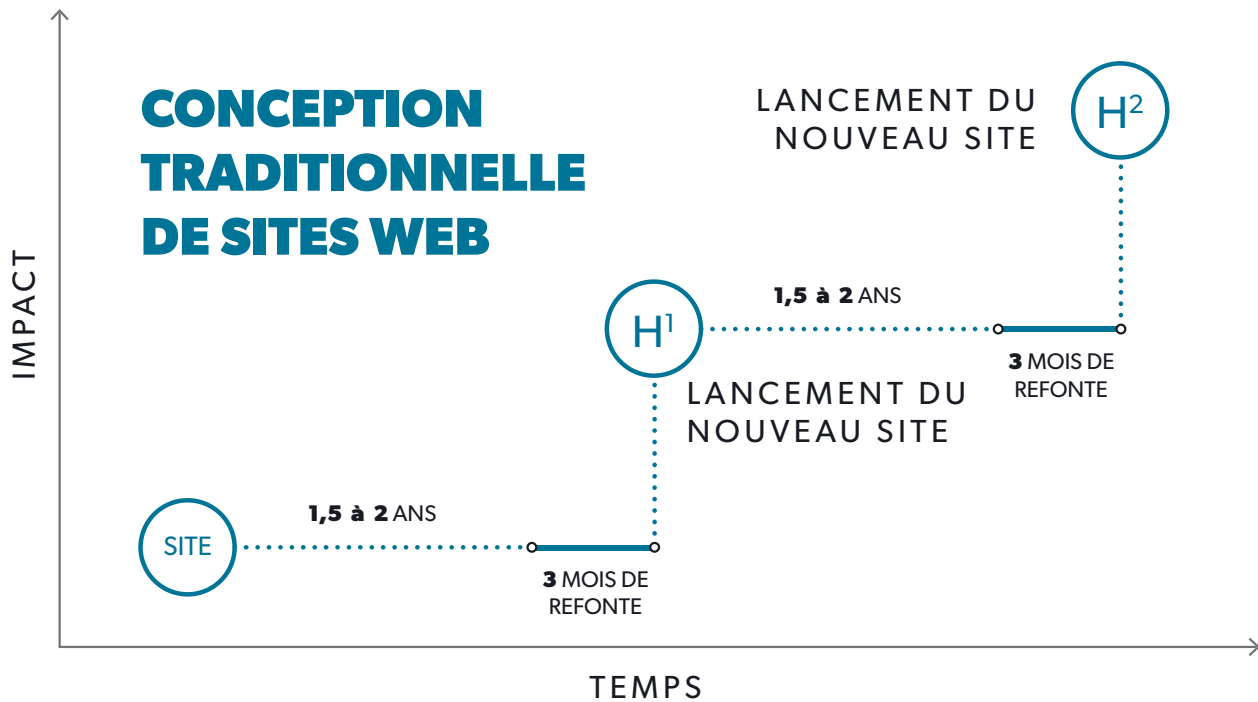 CONCEPTION
TRADITIONNELLE
DE SITES WEB
LANCEMENT DU
NOUVEAU SITE
H²
IMPACT
1,5 à 2 ANS
H¹
3 MOIS DE
REFONTE
LANCEMENT DU
NOUVEAU SITE
1,5 à 2 ANS
SITE
3 MOIS DE
REFONTE
TEMPS